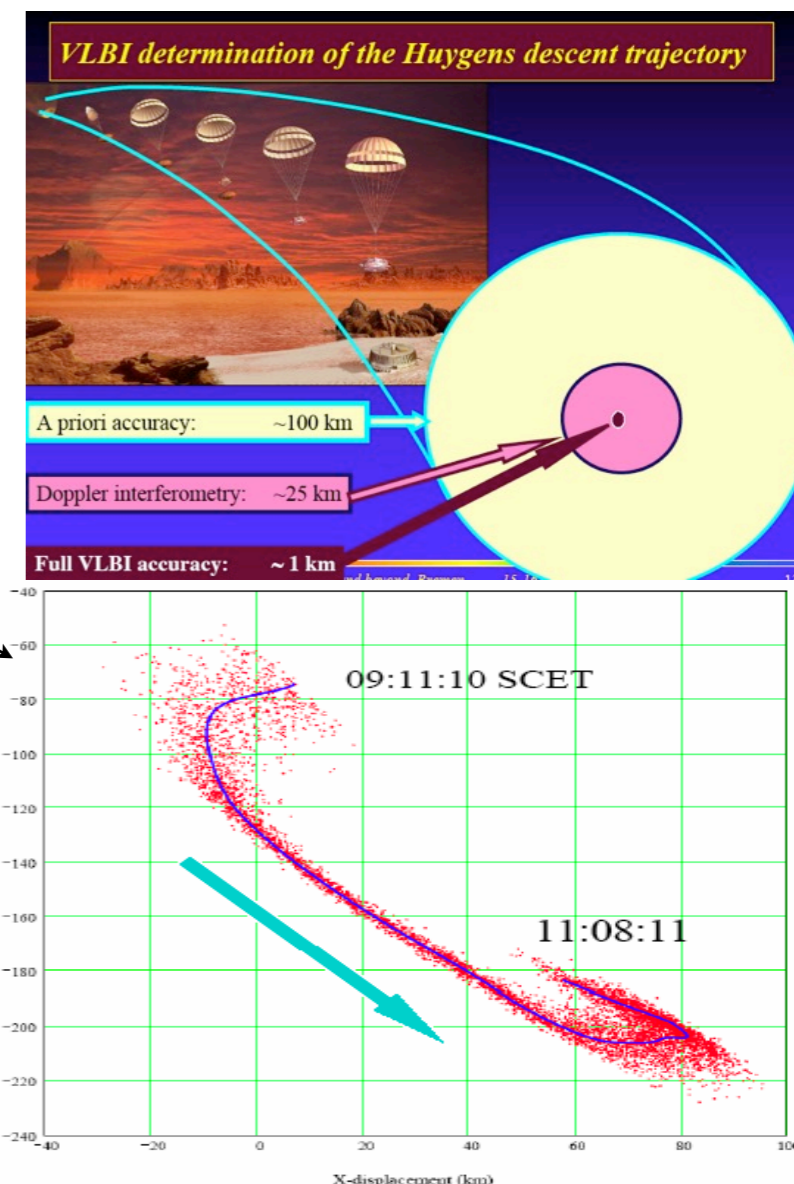 VLBI determination of the Huygens descent trajectory
A priori accuracy: ~100 km
Doppler interferometry: ~25 km
Full VLBI accuracy: ~ 1 km
-40
-60
09:11:10 SCET
-80
-100
-120
-140
-160
11:08:11
-180
-200
-220
-240
-40 -20 0 20 40 60 80
X-displacement (km)